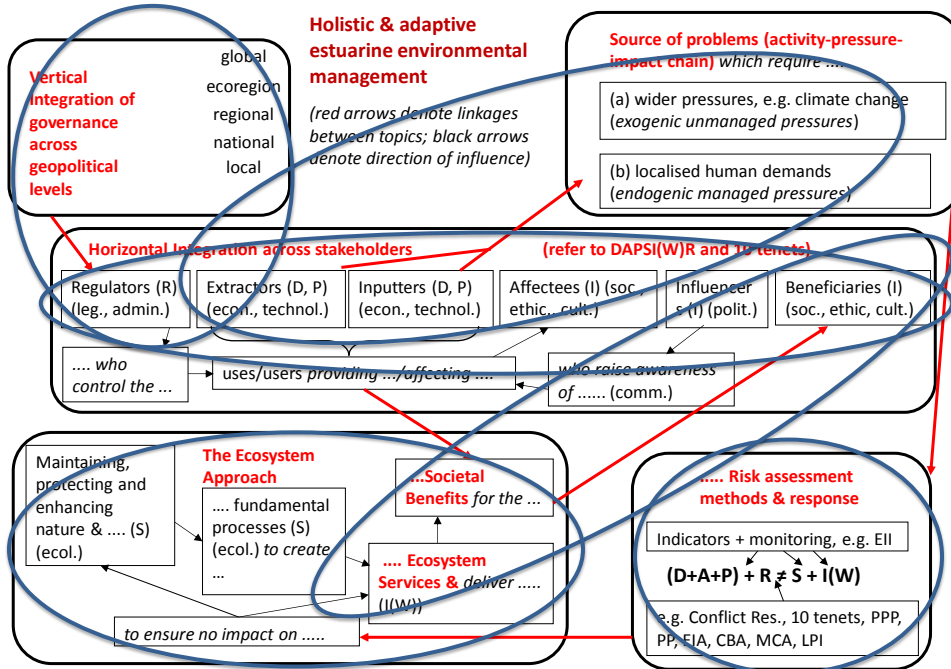 Holistic & adaptive
estuarine environmental
management
(red arrows denote linkages
between topics; black arrows
denote direction of influence)
Vertical
Integration of
governance
across
geopolitical
levels
global
ecoregion
regional
national
local
Source of problems (activity-pressure-
impact chain) which require …..
(a) wider pressures, e.g. climate change
(exogenic unmanaged pressures)
(b) localised human demands
(endogenic managed pressures)
Horizontal Integration across stakeholders
(refer to DAPSI(W)R and 10 tenets)
Regulators (R)
(leg., admin.)
Extractors (D, P)
(econ., technol.)
Inputters (D, P)
(econ., technol.)
Affectees (I) (soc.,
ethic., cult.)
Influencer
s (I) (polit.)
Beneficiaries (I)
(soc., ethic, cult.)
…. who
control the …
uses/users providing …/affecting ….
who raise awareness
of …… (comm.)
Maintaining,
protecting and
enhancing
nature & …. (S)
(ecol.)
The Ecosystem
Approach
…. fundamental
processes (S)
(ecol.) to create
…
...Societal
Benefits for the ...
…. Ecosystem
Services & deliver …..
(I(W))
to ensure no impact on …..
….. Risk assessment
methods & response
Indicators + monitoring, e.g. EII
(D+A+P) + R ≠ S + I(W)
e.g. Conflict Res., 10 tenets, PPP,
PP, EIA, CBA, MCA, LPI